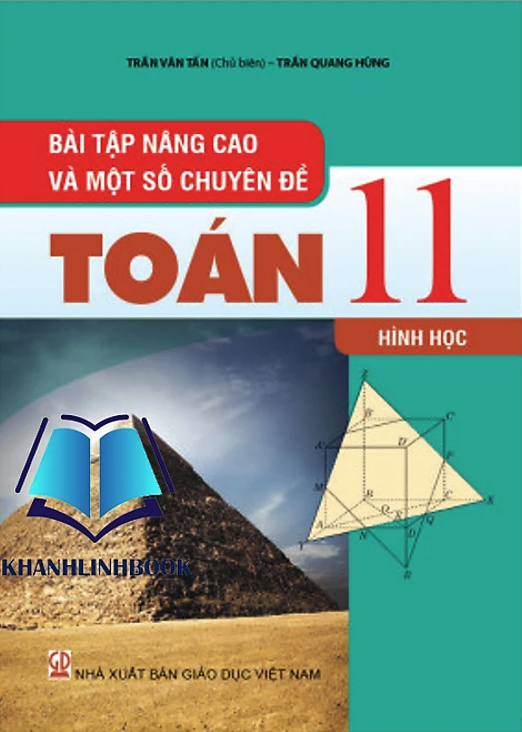 TRẦN VĂN TẤN (Chủ biên) – TRẦN QUANG HÙNG
BÀI TẬP NÂNG CAO
VÀ MỘT SỐ CHUYÊN ĐỀ
TOÁN 11
HÌNH HỌC
KHANHLINHBOOK
NHÀ XUẤT BẢN GIÁO DỤC VIỆT NAM